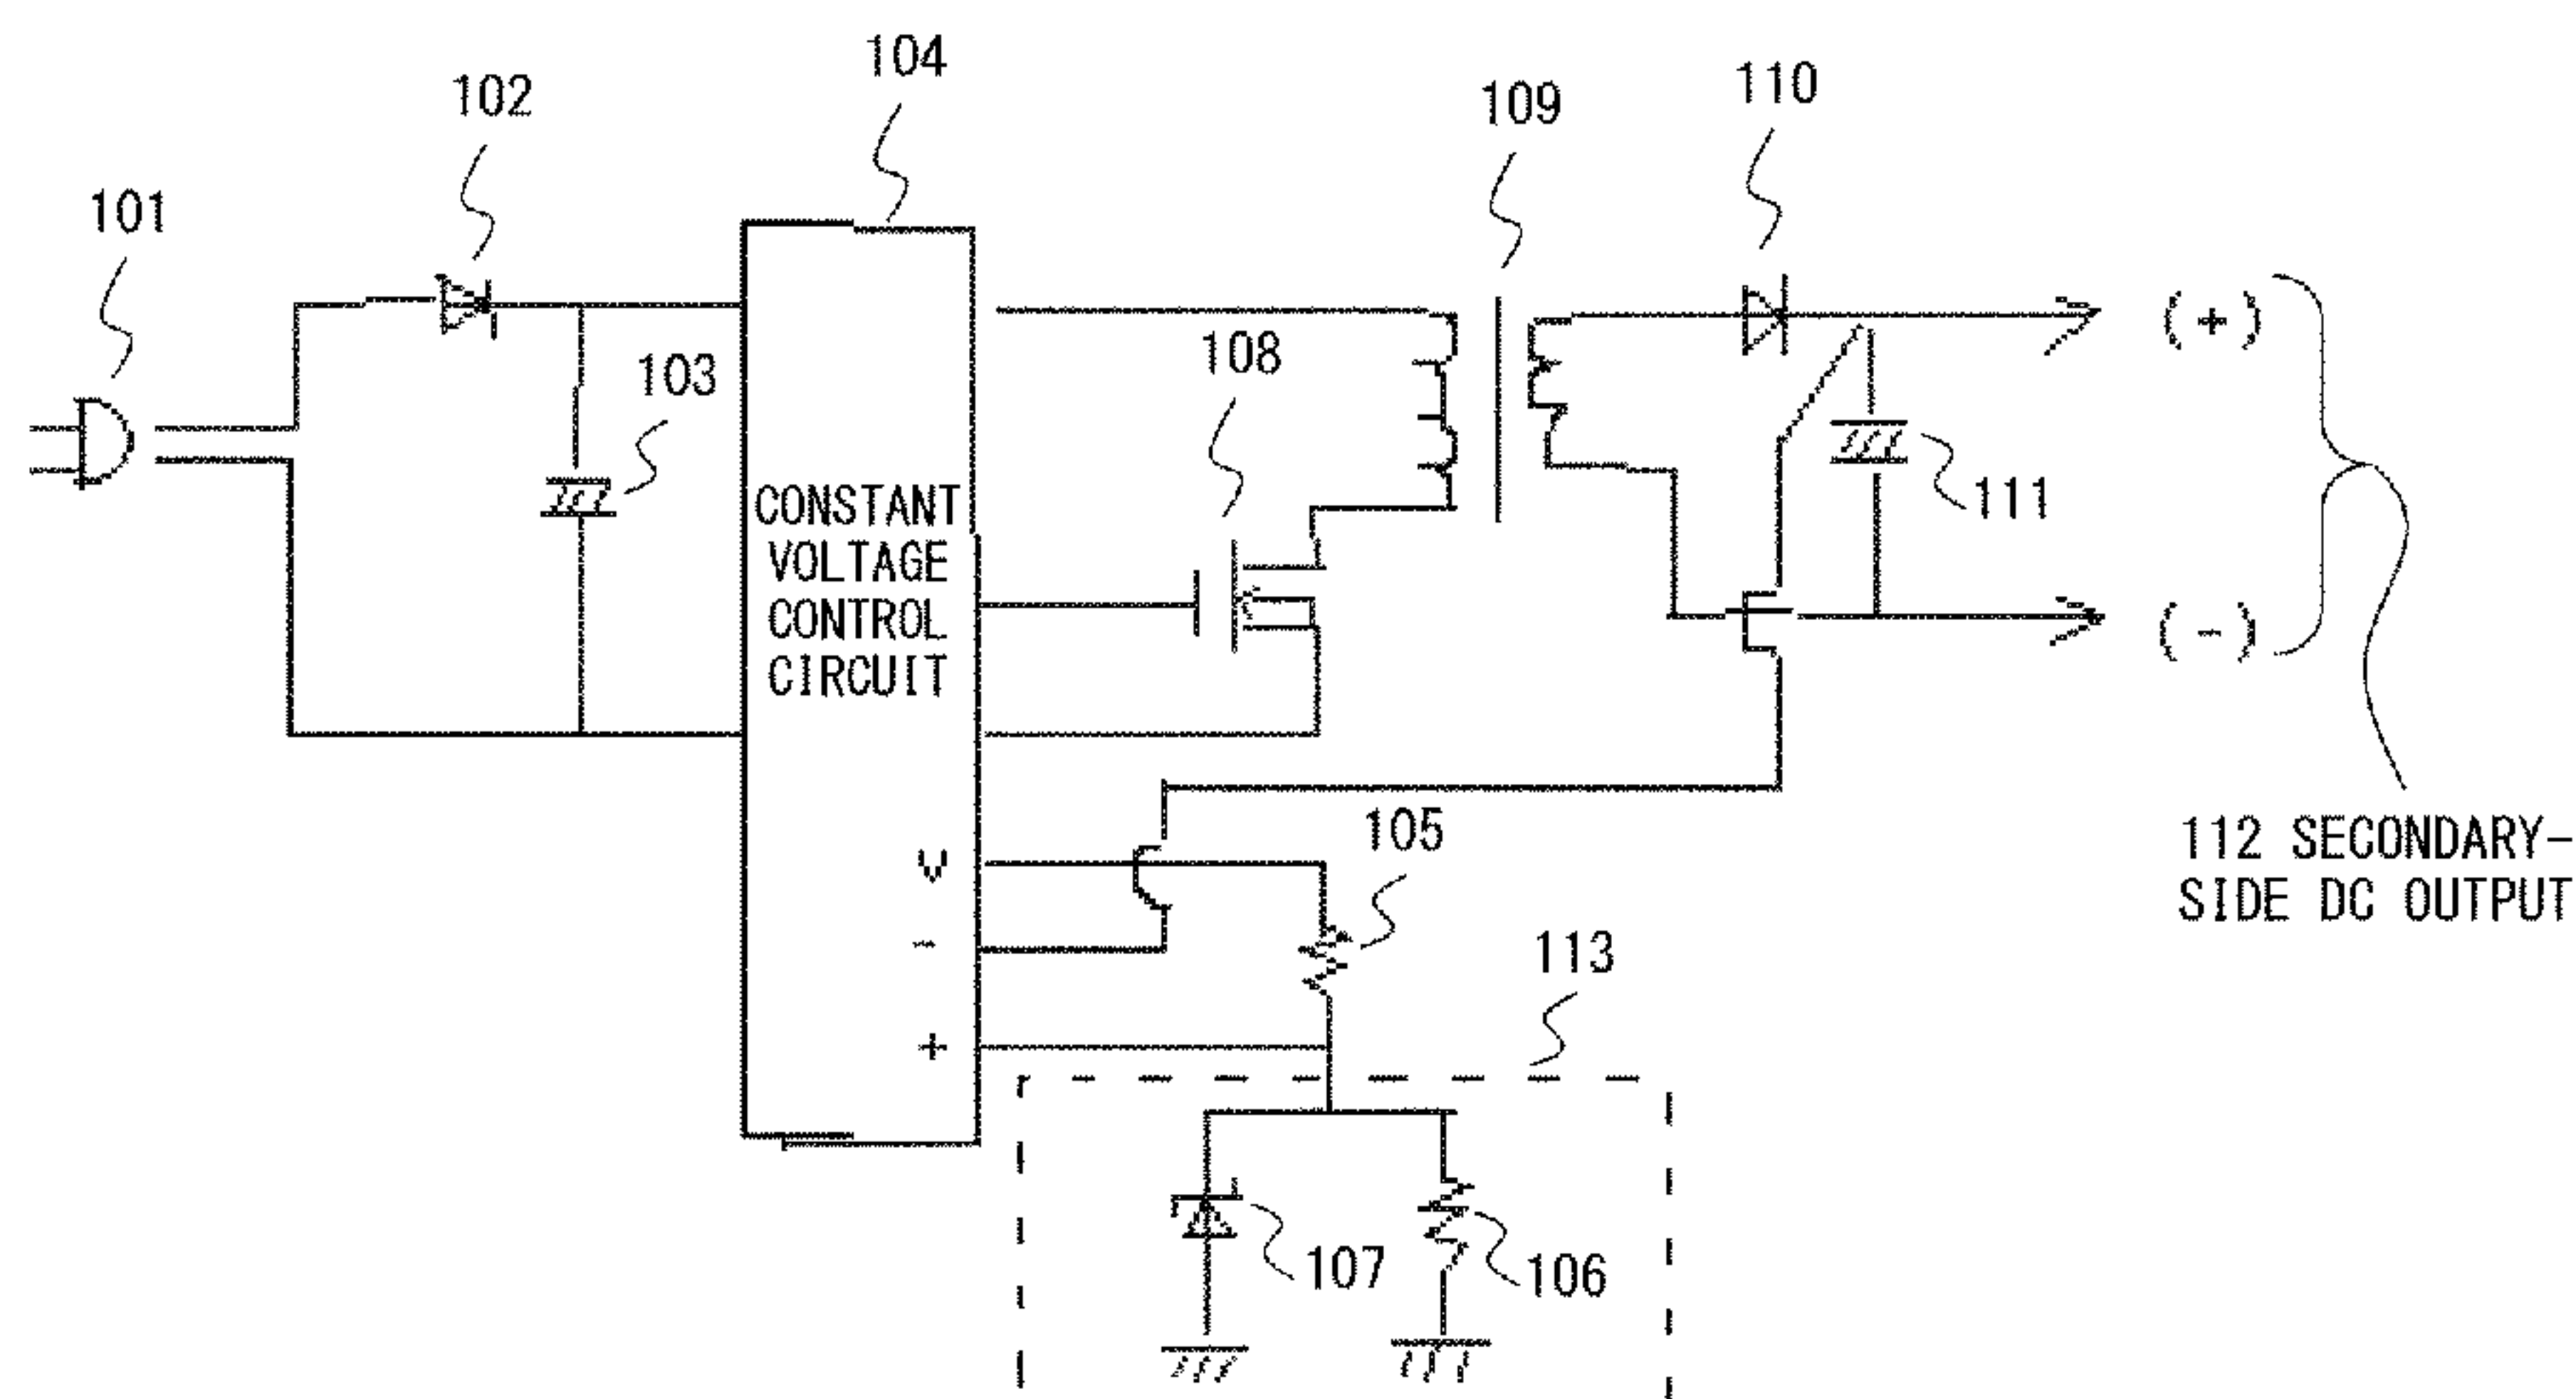 104
102
110
109
101
(+)
108
103
111
CONSTANT
VOLTAGE
CONTROL
CIRCUIT
(-)
105
112 SECONDARY-
SIDE DC OUTPUT
V
-
113
+
107
106